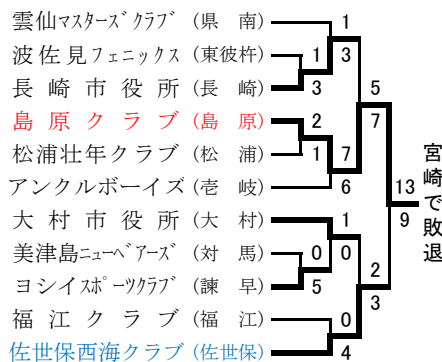 雲仙マスターズクラブ (県 南) 1
波佐見フェニックス (東彼杵) 1 3
長崎市役所 (長 崎) 3 5
島原クラブ (島 原) 2 7
松浦壮年クラブ (松 浦) 1 7
アンクルボーイズ (壱 岐) 6
大村市役所 (大 村) 1 13
美津島ニューベアーズ (対 馬) 0 0 9
ヨシイスポーツクラブ (諫 早) 5 2
福江クラブ (福 江) 0 3
佐世保西海クラブ (佐世保) 4
宮崎で敗退